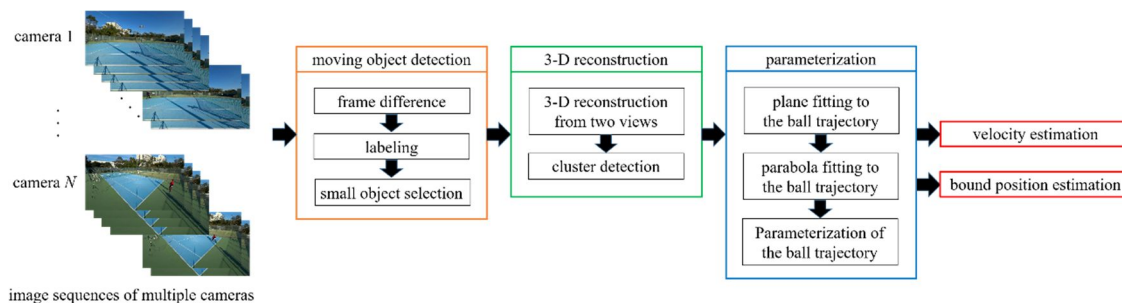 camera 1
camera N
image sequences of multiple cameras
moving object detection
frame difference
labeling
small object selection
3-D reconstruction
3-D reconstruction
from two views
cluster detection
parameterization
plane fitting to
the ball trajectory
parabola fitting to
the ball trajectory
Parameterization of
the ball trajectory
velocity estimation
bound position estimation